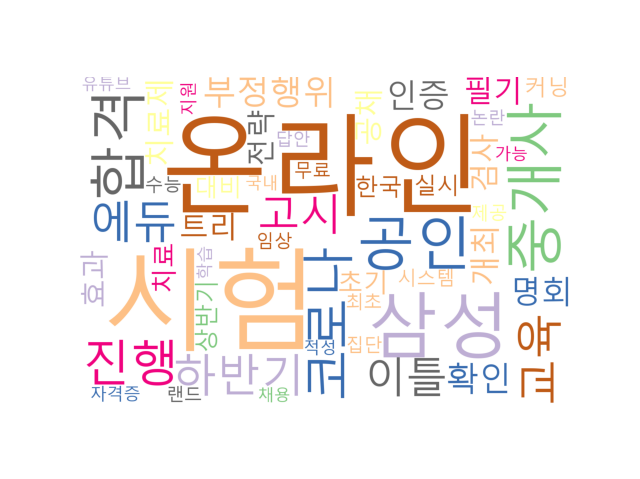 유튜브
합격
치료제
지원
부정행위
공채
인증
필기
커닝
논란
온라인
전략
답안
검사
가능
중개사
수능
대비
국내
무료
한국
실시
에듀
트리
고시
임상
공인
개최
효과
치료
학습
시험
코로나
초기
시스템
최초
삼성
명회
상반기
진행
하반기
적성
집단
이틀
확인
교육
자격증
랜드
채용